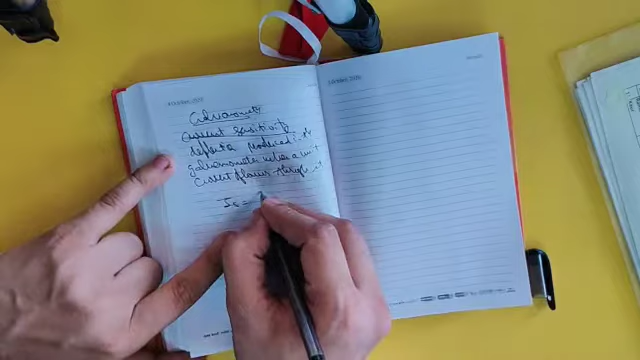 Galvanometer
Current Sensitivity
deflection produced in
galvanometer when a unit
Current flows through it
Is =